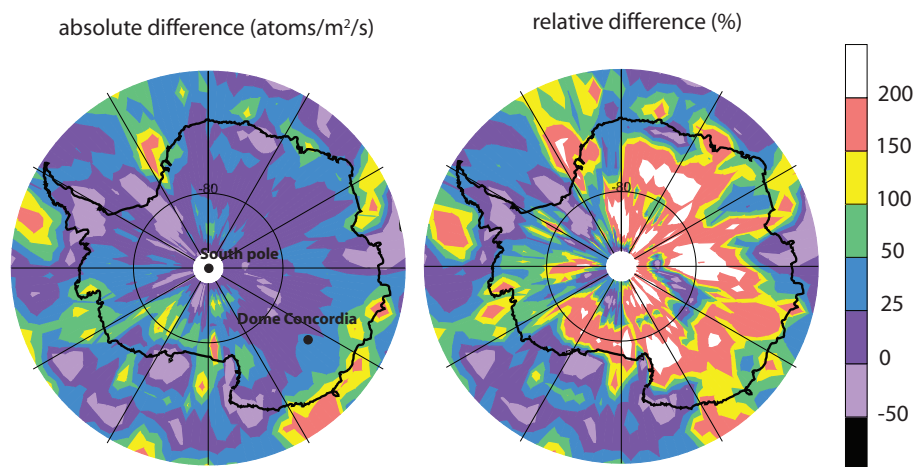 absolute difference (atoms/m²/s)
relative difference (%)
-80
South pole
Dome Concordia
-80
200
150
100
50
25
0
-50